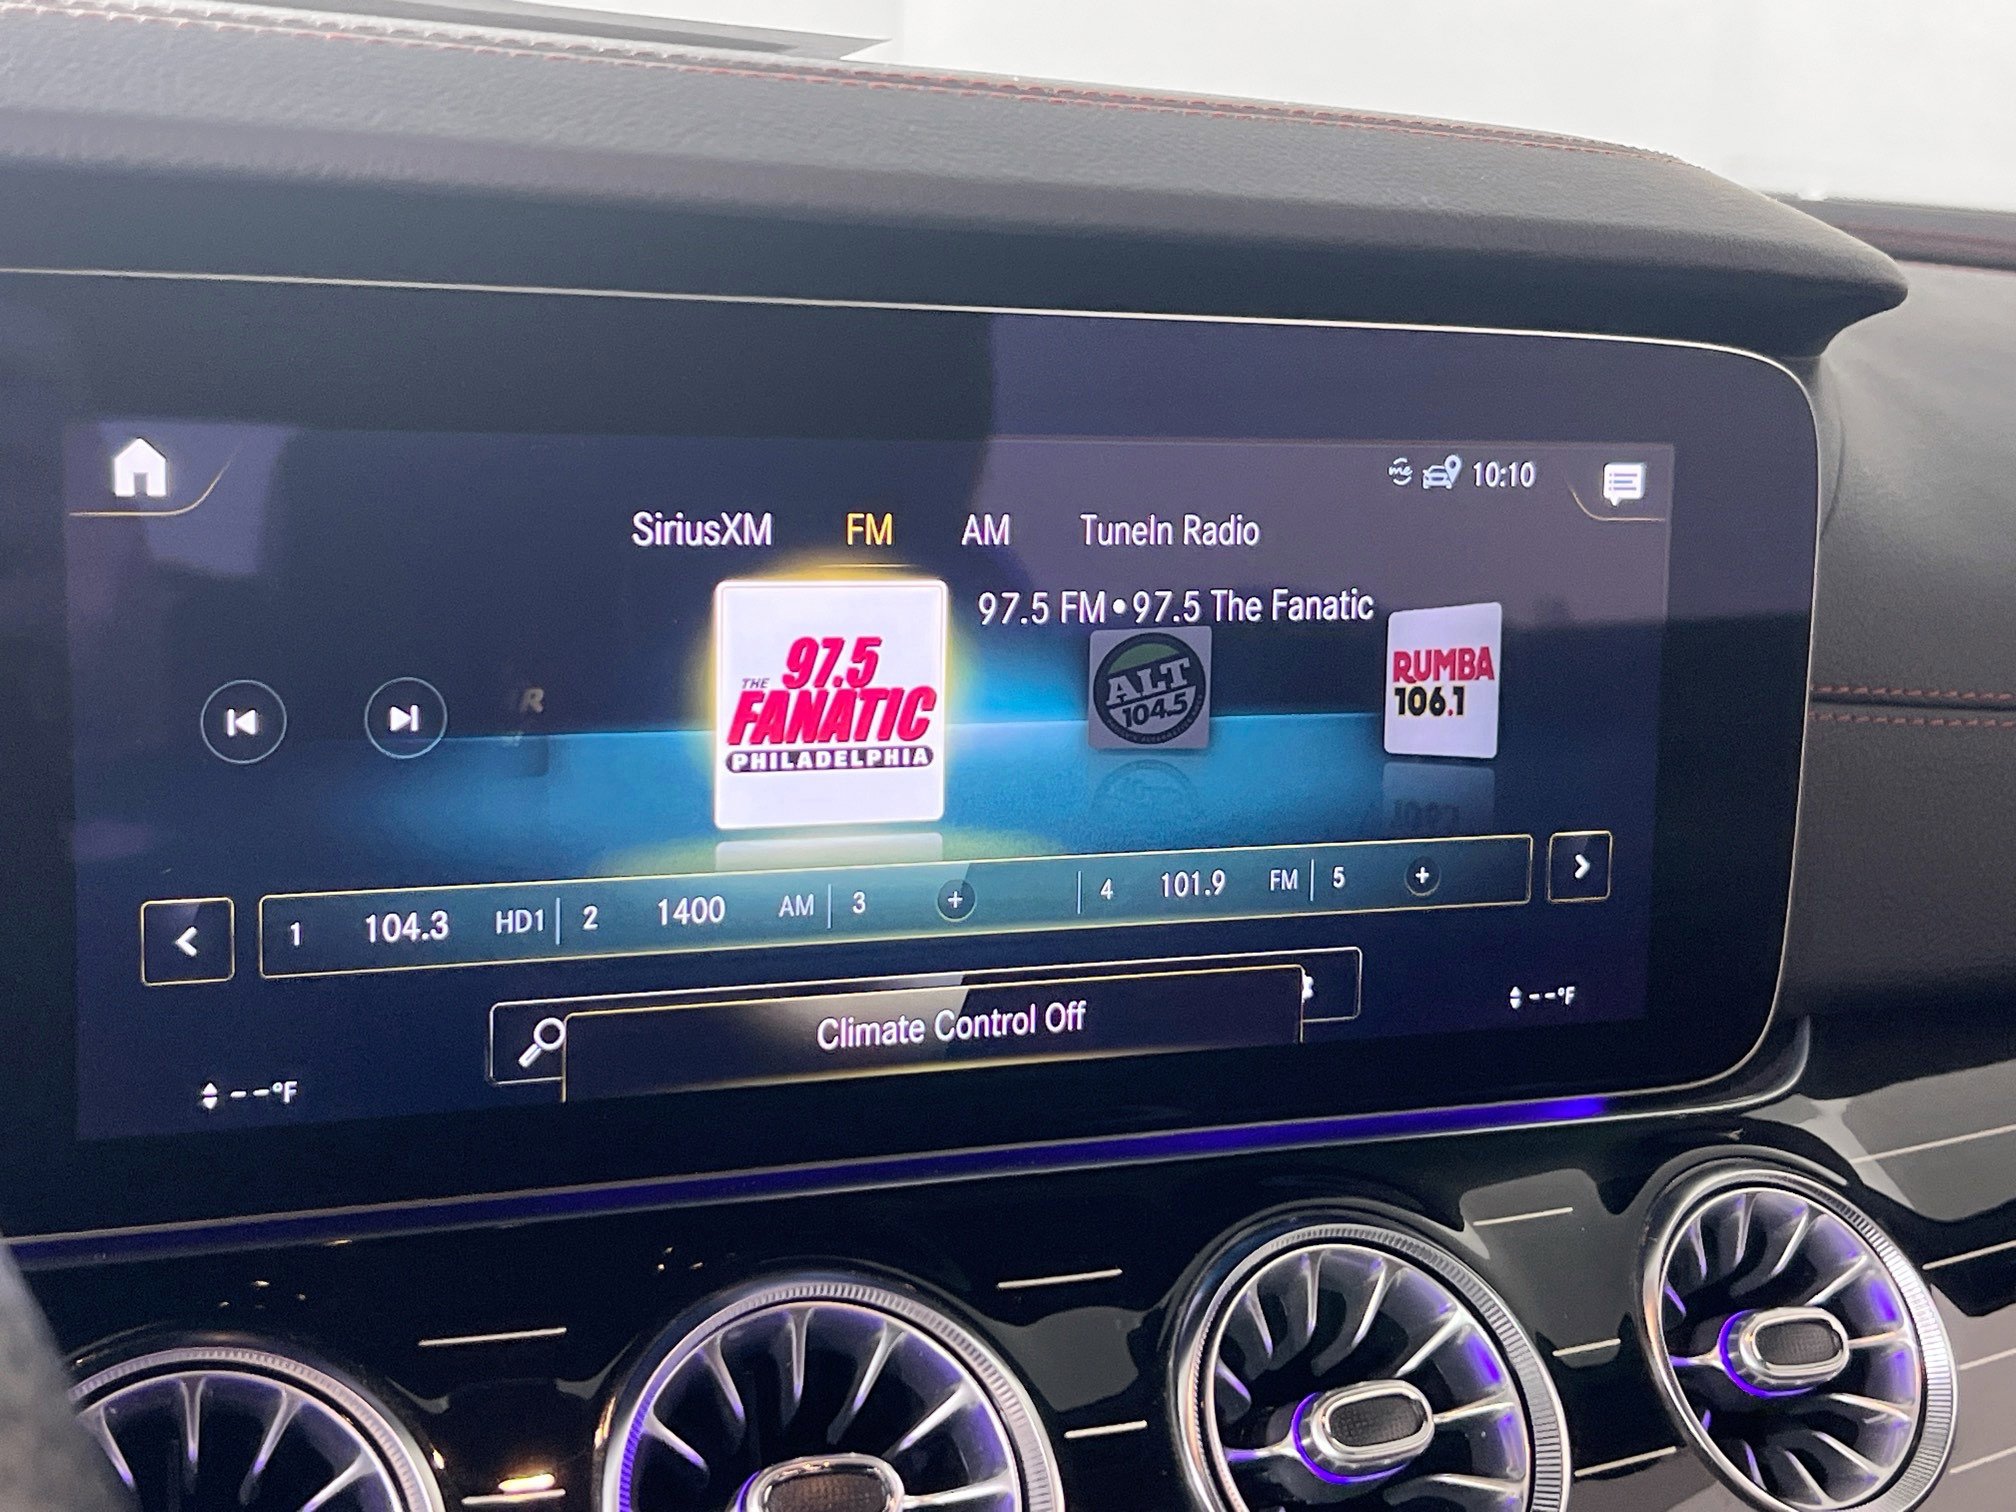 me 10:10
SiriusXM FM AM TuneIn Radio
97.5 FM•97.5 The Fanatic
97.5
THE
FANATIC
PHILADELPHIA
ALT
104.5
RUMBA
106.1
R
1 104.3 HD1 2 1400 AM 3 + 4 101.9 FM 5 +
Climate Control Off
--°F
--°F